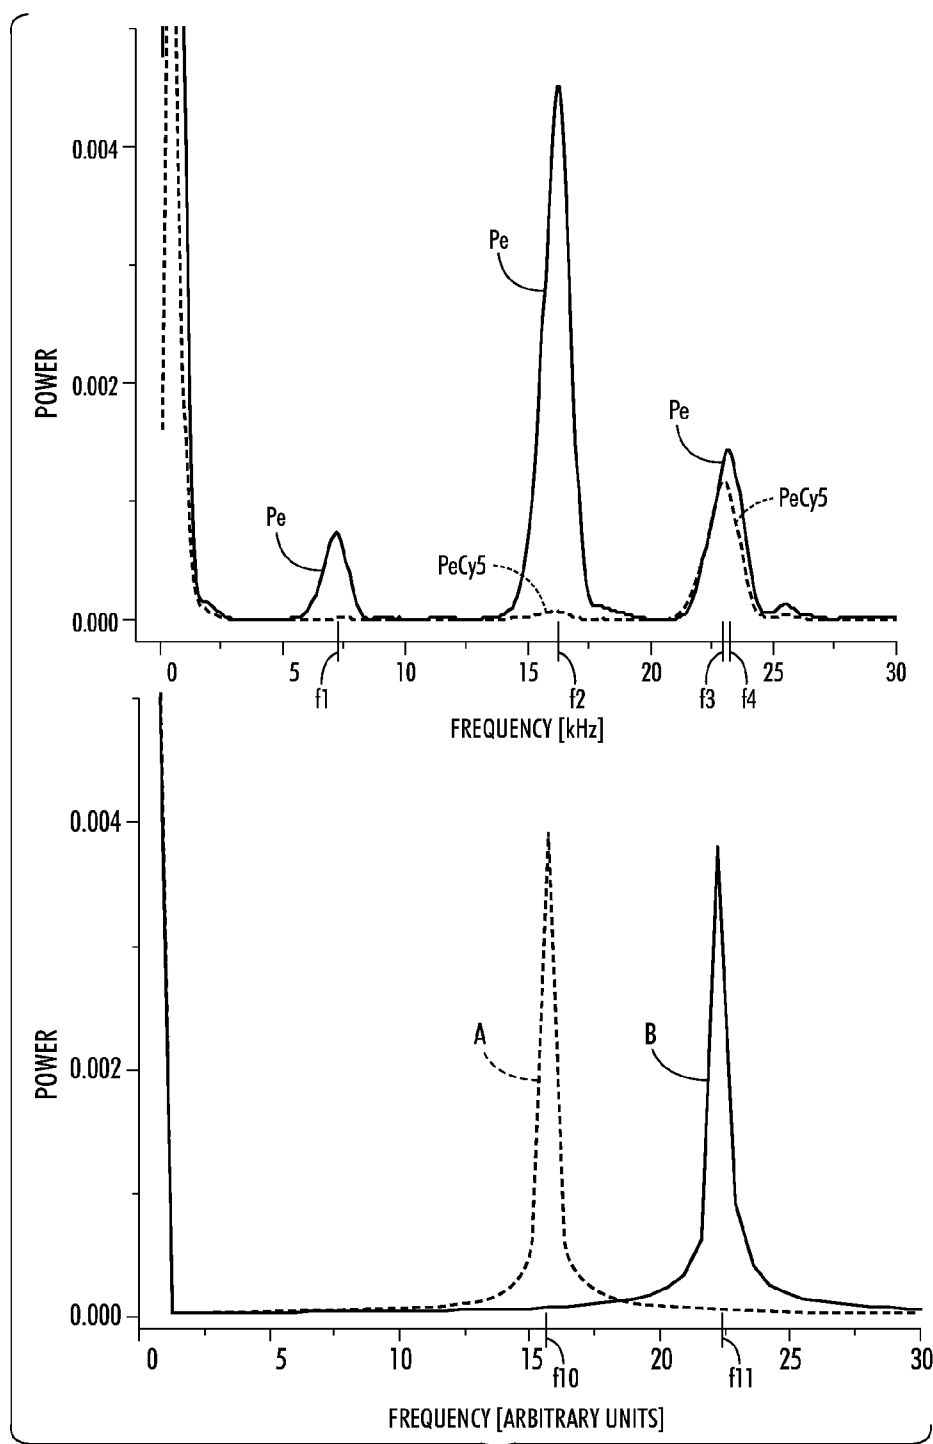 0.004
Pe
POWER
0.002
Pe
PeCy5
Pe
PeCy5
0.000
0 5 10 15 20 25 30
f1 f2 f3 f4
FREQUENCY [kHz]
0.004
A B
POWER
0.002
0.000
0 5 10 15 20 25 30
f10 f11
FREQUENCY [ARBITRARY UNITS]